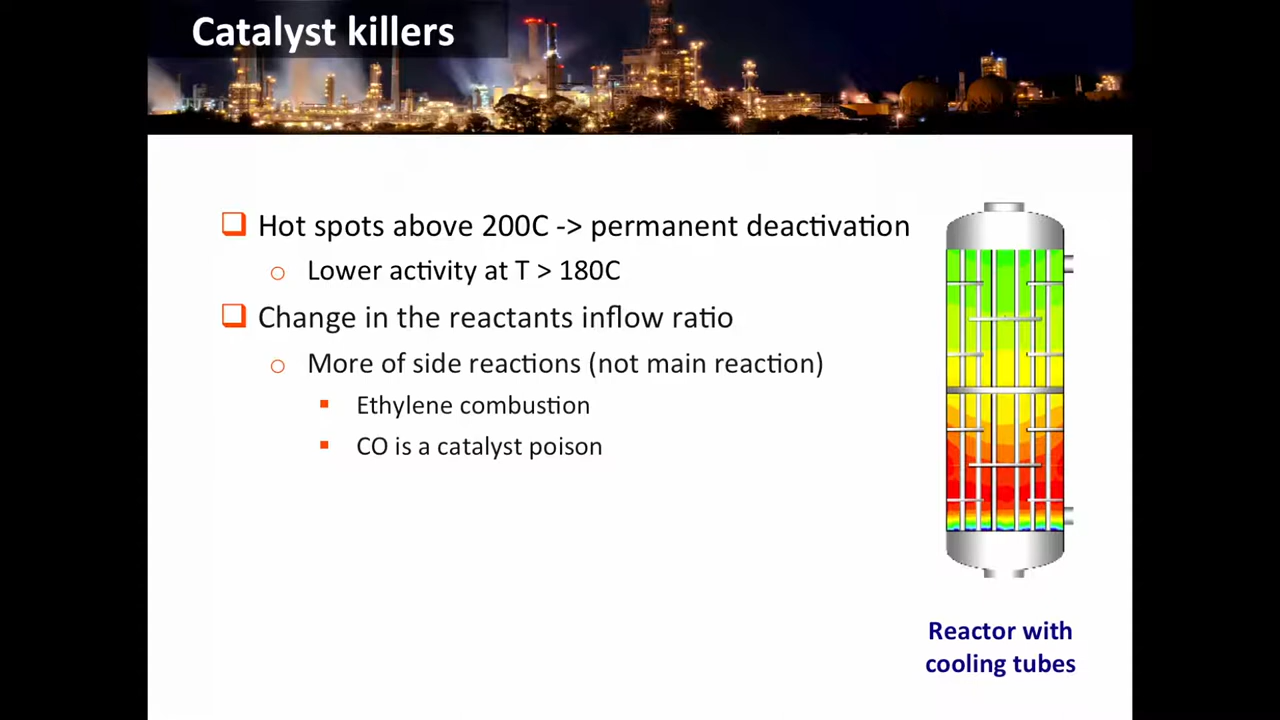 Catalyst killers
Hot spots above 200C -> permanent deactivation
Lower activity at T > 180C
Change in the reactants inflow ratio
More of side reactions (not main reaction)
Ethylene combustion
CO is a catalyst poison
Reactor with
cooling tubes